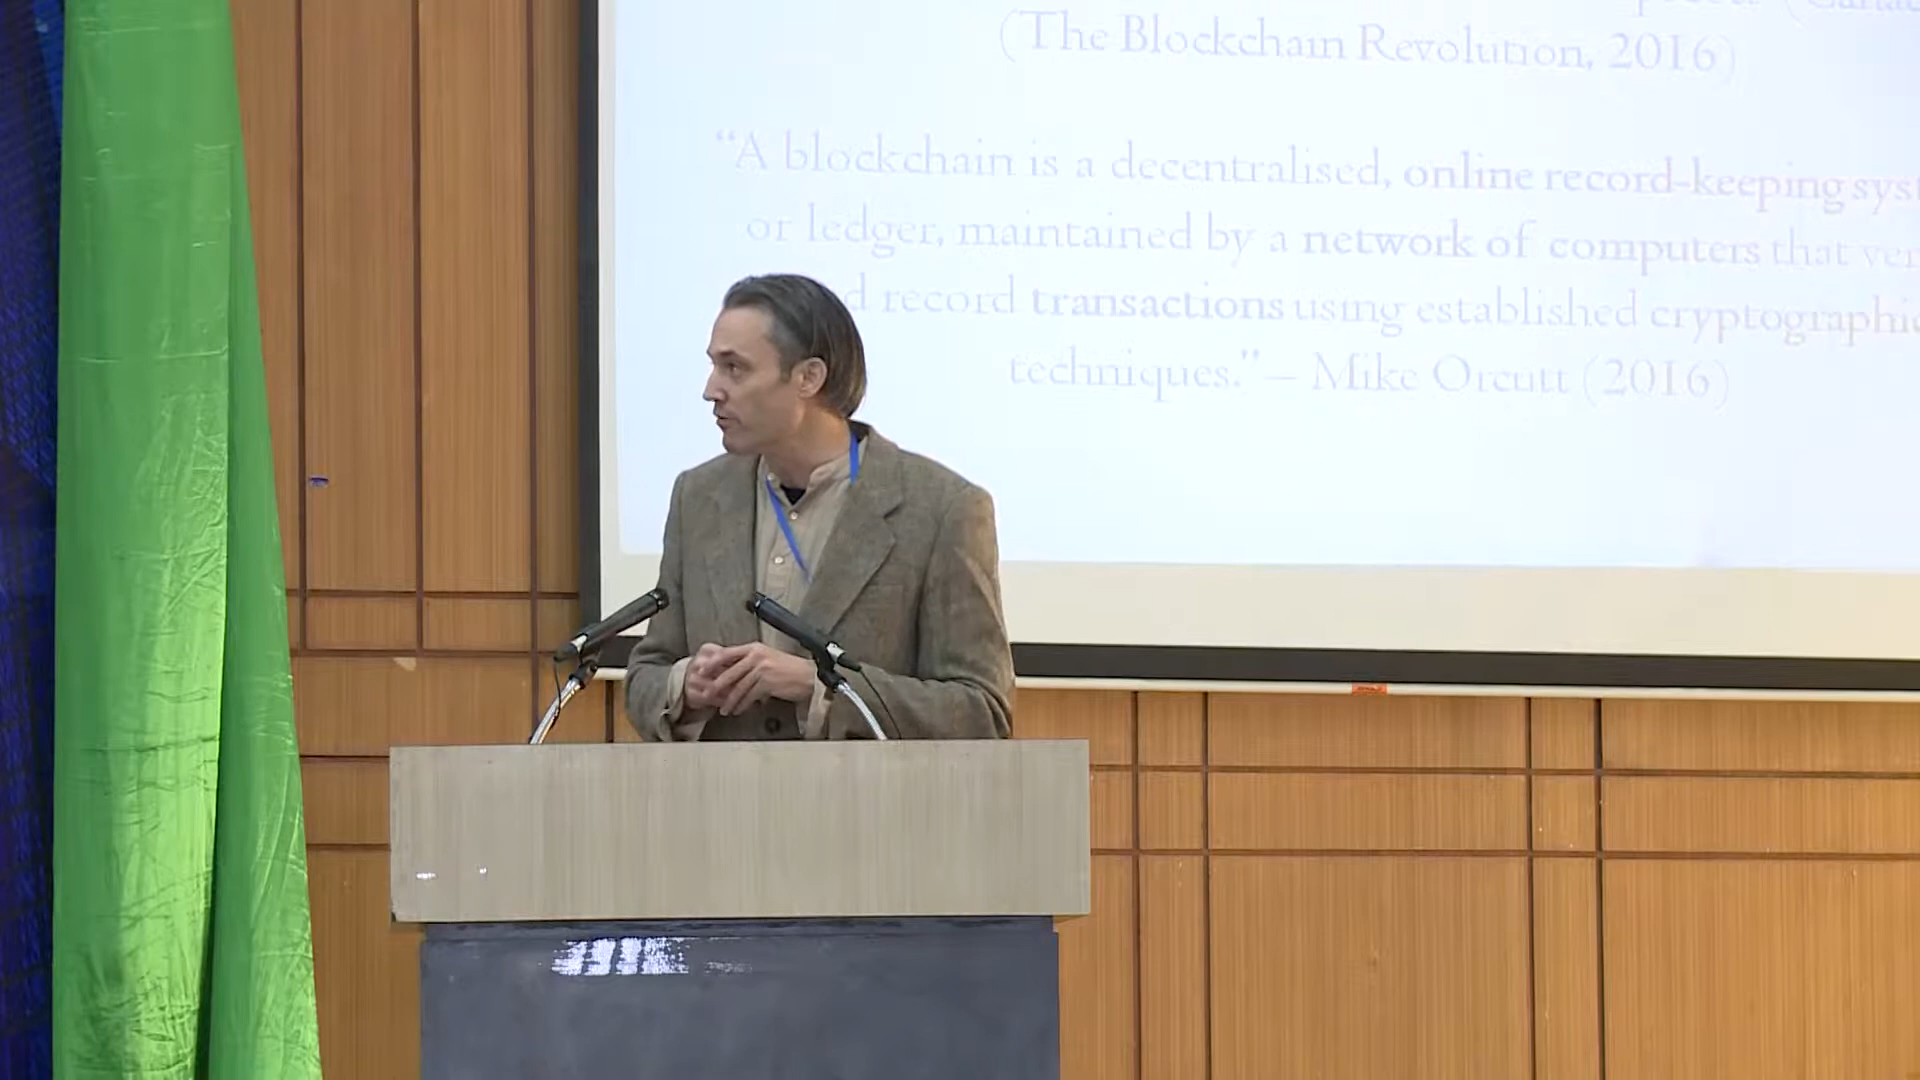 (The Blockchain Revolution, 2016)
“A blockchain is a decentralised, online record-keeping syst
or ledger, maintained by a network of computers that ver
d record transactions using established cryptographic
techniques.” – Mike Orcutt (2016)